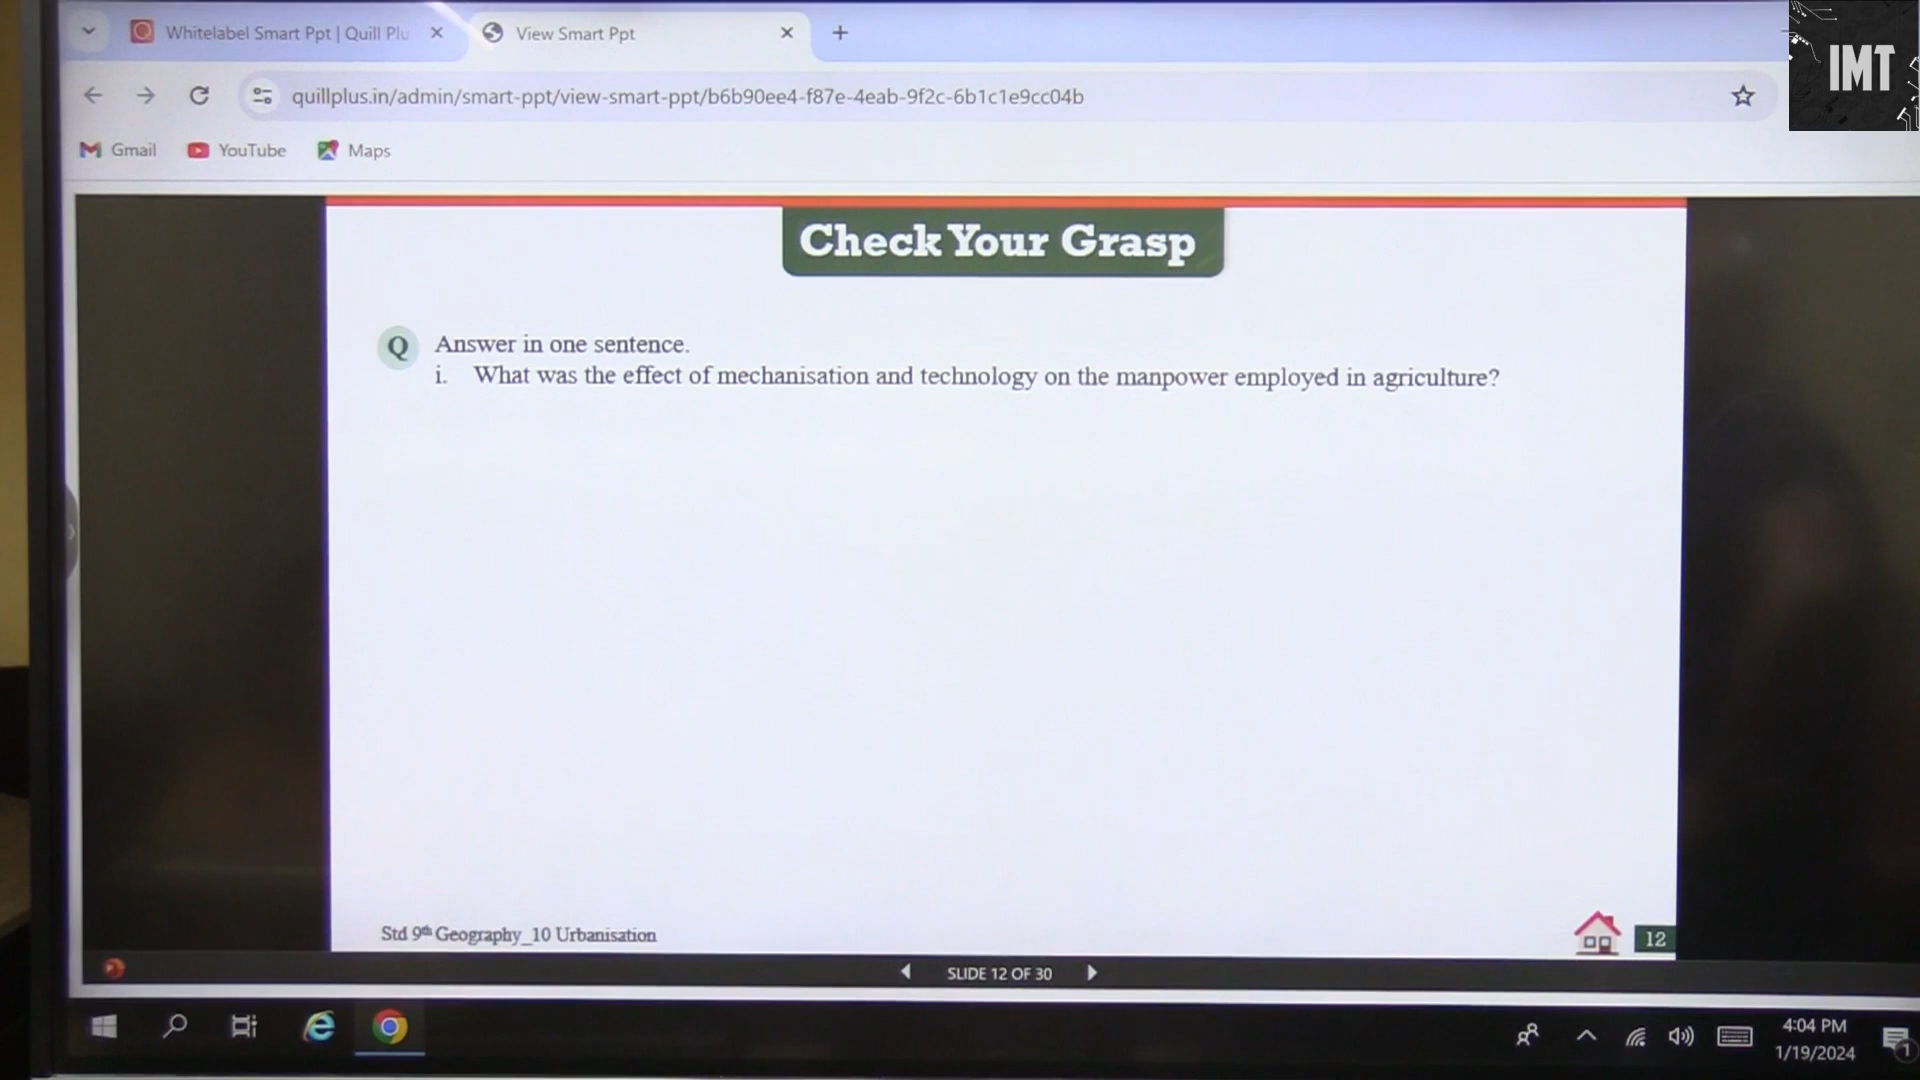 Whitelabel Smart Ppt | Quill Plu
View Smart Ppt
IMT
quillplus.in/admin/smart-ppt/view-smart-ppt/b6b90ee4-f87e-4eab-9f2c-6b1c1e9cc04b
Gmail
YouTube
Maps
Check Your Grasp
Q Answer in one sentence.
i. What was the effect of mechanisation and technology on the manpower employed in agriculture?
Std 9th Geography_10 Urbanisation
12
SLIDE 12 OF 30
4:04 PM
1/19/2024
1